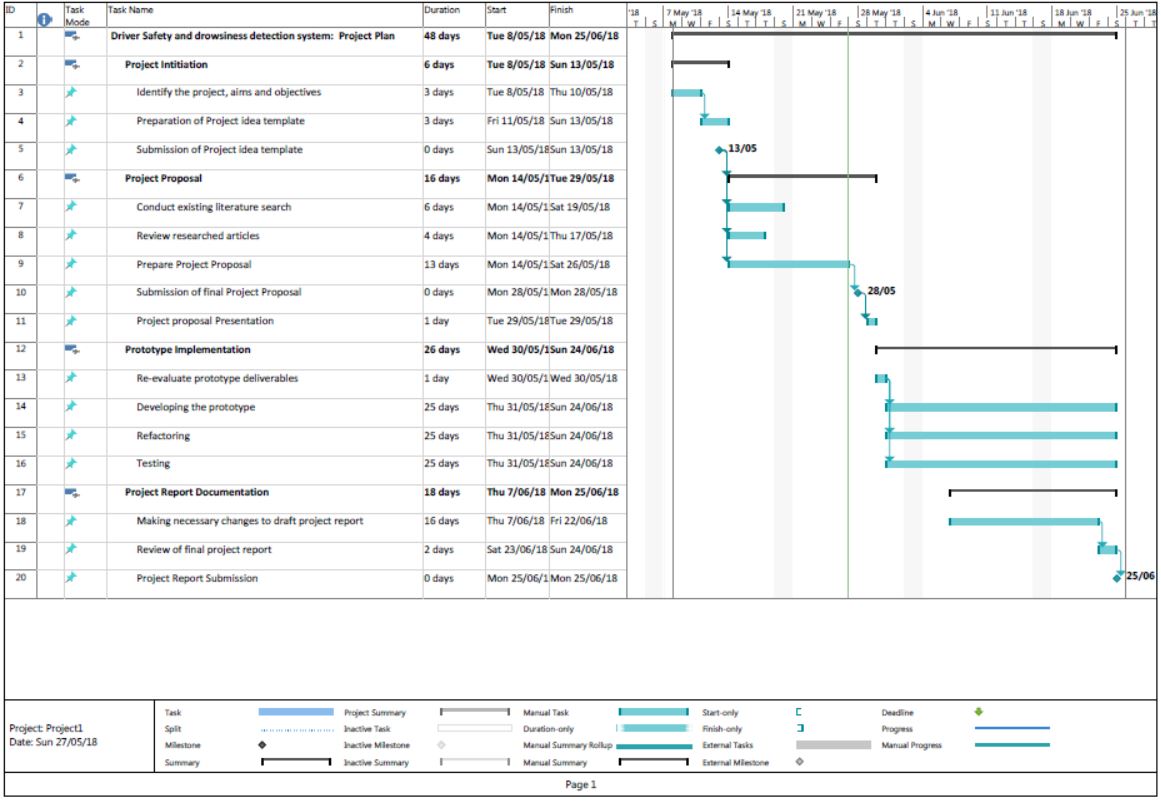 ID Task Mode Task Name Duration Start Finish '18 7 May '18 14 May '18 21 May '18 28 May '18 4 Jun '18 11 Jun '18 18 Jun '18 25 Jun '18
T S M W F S T T S M W F S T T S M W F S T T S M W F S T
1 Driver Safety and drowsiness detection system: Project Plan 48 days Tue 8/05/18 Mon 25/06/18
2 Project Intitiation 6 days Tue 8/05/18 Sun 13/05/18
3 Identify the project, aims and objectives 3 days Tue 8/05/18 Thu 10/05/18
4 Preparation of Project idea template 3 days Fri 11/05/18 Sun 13/05/18
5 Submission of Project idea template 0 days Sun 13/05/18 Sun 13/05/18 13/05
6 Project Proposal 16 days Mon 14/05/1 Tue 29/05/18
7 Conduct existing literature search 6 days Mon 14/05/1 Sat 19/05/18
8 Review researched articles 4 days Mon 14/05/1 Thu 17/05/18
9 Prepare Project Proposal 13 days Mon 14/05/1 Sat 26/05/18
10 Submission of final Project Proposal 0 days Mon 28/05/1 Mon 28/05/18 28/05
11 Project proposal Presentation 1 day Tue 29/05/18 Tue 29/05/18
12 Prototype Implementation 26 days Wed 30/05/1 Sun 24/06/18
13 Re-evaluate prototype deliverables 1 day Wed 30/05/1 Wed 30/05/18
14 Developing the prototype 25 days Thu 31/05/18 Sun 24/06/18
15 Refactoring 25 days Thu 31/05/18 Sun 24/06/18
16 Testing 25 days Thu 31/05/18 Sun 24/06/18
17 Project Report Documentation 18 days Thu 7/06/18 Mon 25/06/18
18 Making necessary changes to draft project report 16 days Thu 7/06/18 Fri 22/06/18
19 Review of final project report 2 days Sat 23/06/18 Sun 24/06/18
20 Project Report Submission 0 days Mon 25/06/1 Mon 25/06/18 25/06
Project: Project1
Date: Sun 27/05/18
Task Project Summary Manual Task Start-only Deadline
Split Inactive Task Duration-only Finish-only Progress
Milestone Inactive Milestone Manual Summary Rollup External Tasks Manual Progress
Summary Inactive Summary Manual Summary External Milestone
Page 1